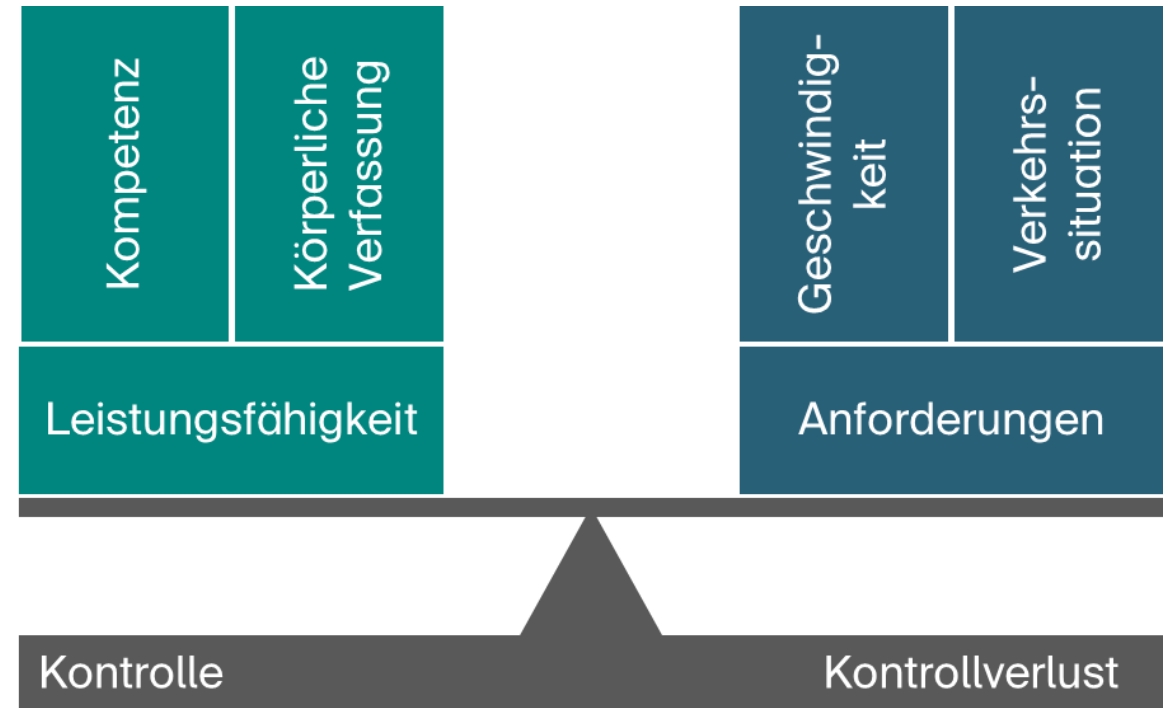 Kompetenz
Körperliche
Verfassung
Geschwindig-
keit
Verkehrs-
situation
Leistungsfähigkeit
Anforderungen
Kontrolle
Kontrollverlust